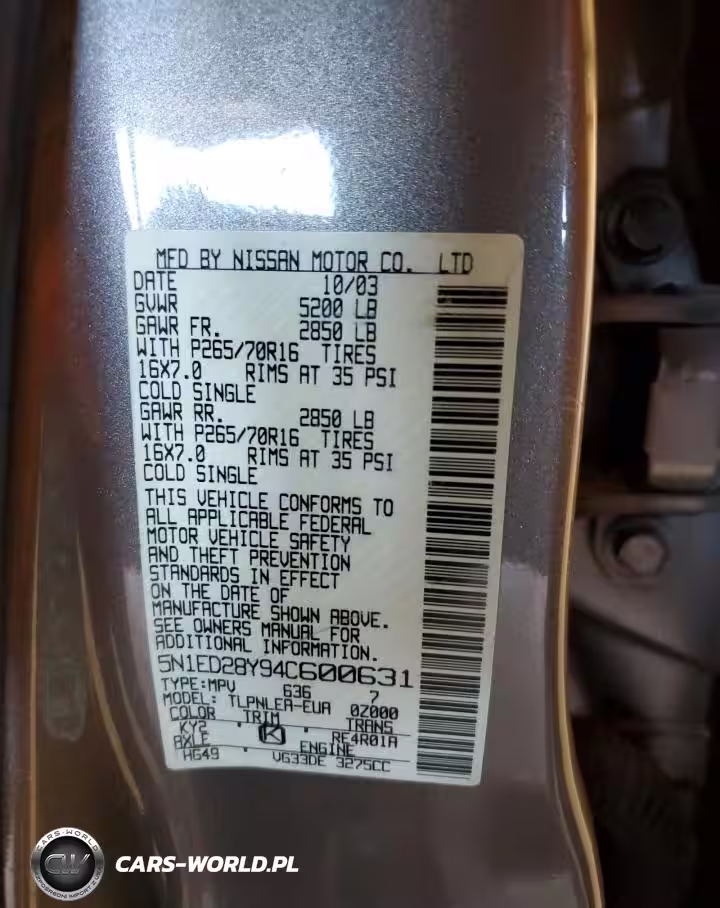 MFD BY NISSAN MOTOR CO. LTD
DATE 10/03
GVWR 5200 LB
GAWR FR. 2850 LB
WITH P265/70R16 TIRES
16X7.0 RIMS AT 35 PSI
COLD SINGLE
GAWR RR. 2850 LB
WITH P265/70R16 TIRES
16X7.0 RIMS AT 35 PSI
COLD SINGLE
THIS VEHICLE CONFORMS TO
ALL APPLICABLE FEDERAL
MOTOR VEHICLE SAFETY
AND THEFT PREVENTION
STANDARDS IN EFFECT
ON THE DATE OF
MANUFACTURE SHOWN ABOVE.
SEE OWNERS MANUAL FOR
ADDITIONAL INFORMATION.
5N1ED28Y94C600631
TYPE:MPV 636 7
MODEL: TLPNLEA-EUA 0Z000
COLOR TRIM TRANS
KY2 K RE4R01A
AXLE ENGINE
HG49 VG33DE 3275CC
CARS-WORLD
CW
CARS-WORLD.PL